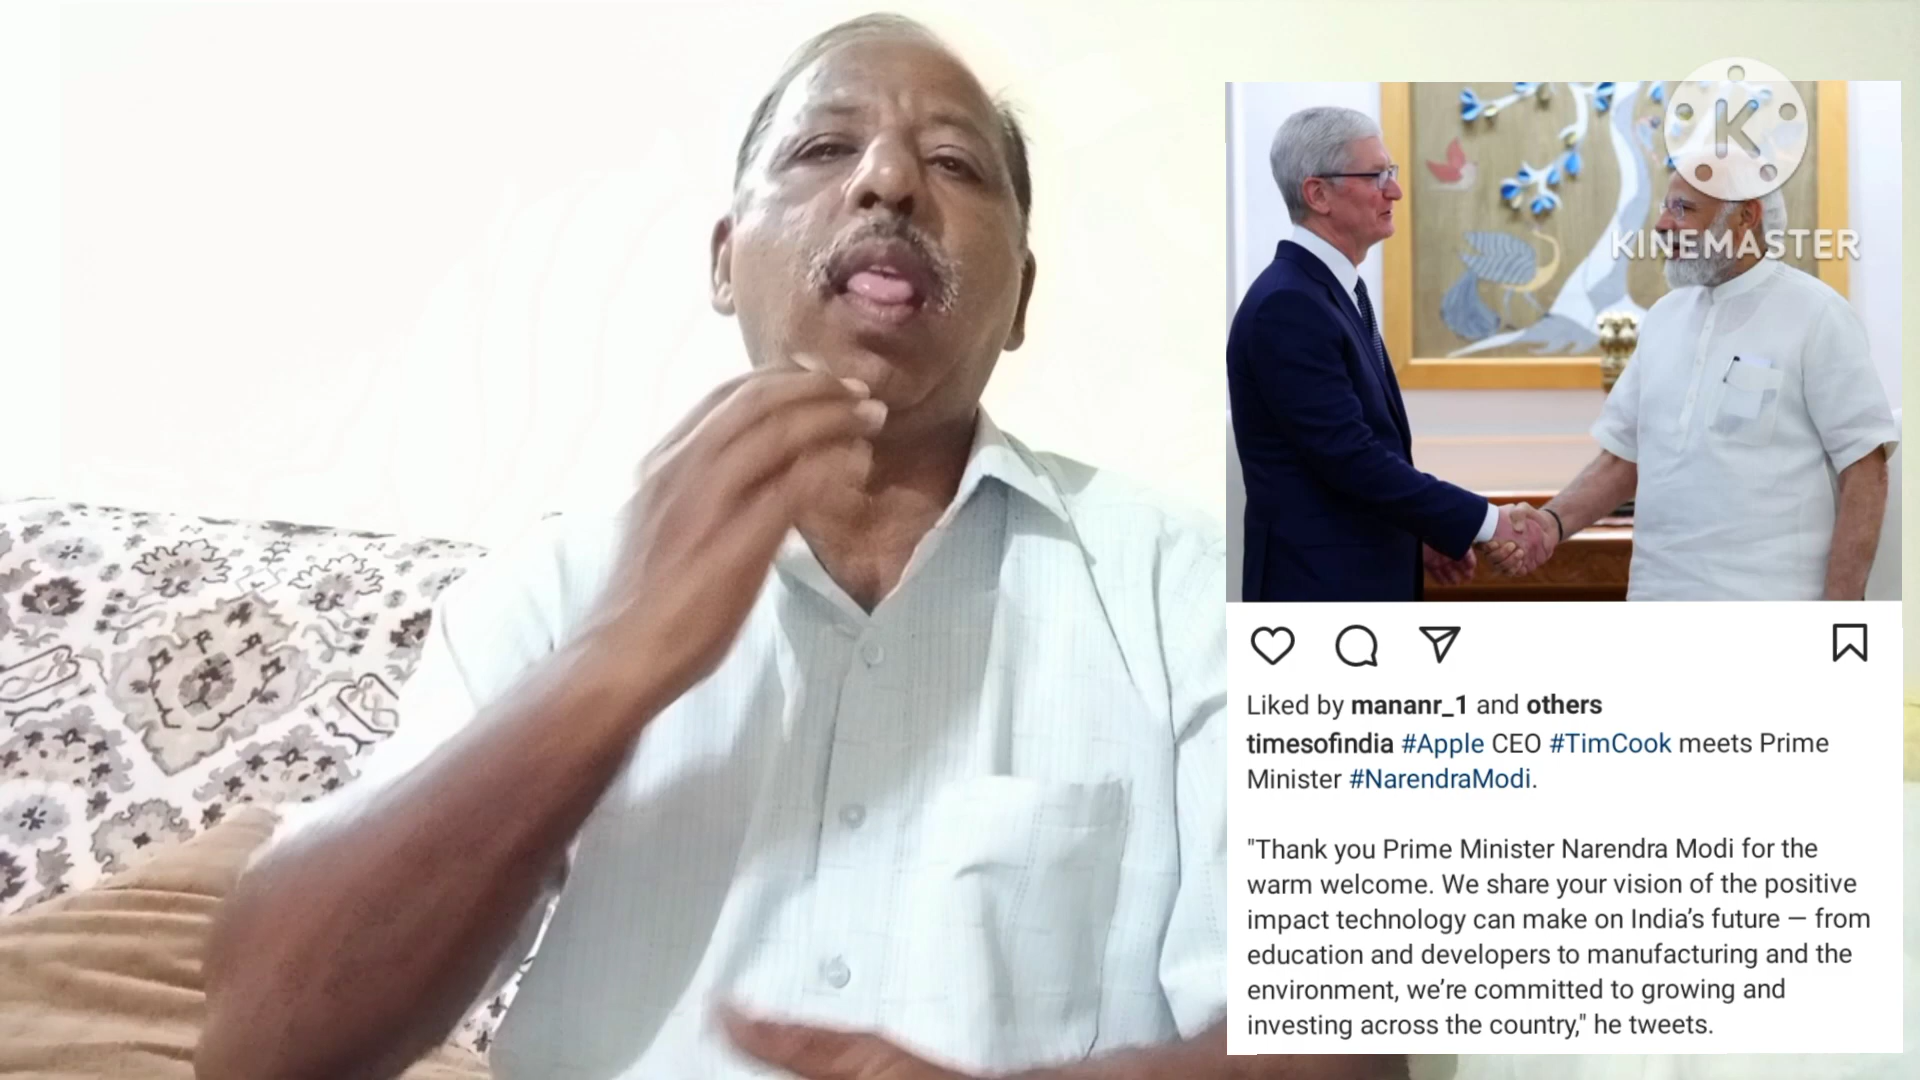 K
KINEMASTER
Liked by mananr_1 and others
timesofindia #Apple CEO #TimCook meets Prime
Minister #NarendraModi.
"Thank you Prime Minister Narendra Modi for the
warm welcome. We share your vision of the positive
impact technology can make on India’s future — from
education and developers to manufacturing and the
environment, we’re committed to growing and
investing across the country," he tweets.